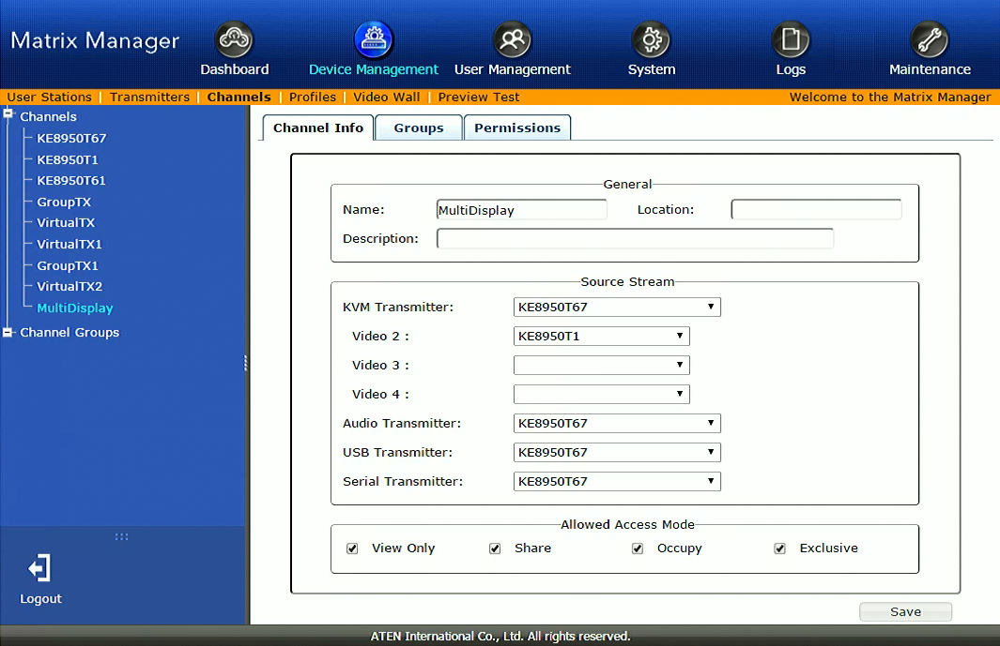 Matrix Manager
Dashboard
Device Management
User Management
System
Logs
Maintenance
User Stations | Transmitters | Channels | Profiles | Video Wall | Preview Test
Welcome to the Matrix Manager
Channels
KE8950T67
KE8950T1
KE8950T61
GroupTX
VirtualTX
VirtualTX1
GroupTX1
VirtualTX2
MultiDisplay
Channel Groups
Logout
Channel Info
Groups
Permissions
General
Name: MultiDisplay Location:
Description:
Source Stream
KVM Transmitter: KE8950T67
Video 2 : KE8950T1
Video 3 :
Video 4 :
Audio Transmitter: KE8950T67
USB Transmitter: KE8950T67
Serial Transmitter: KE8950T67
Allowed Access Mode
View Only Share Occupy Exclusive
Save
ATEN International Co., Ltd. All rights reserved.